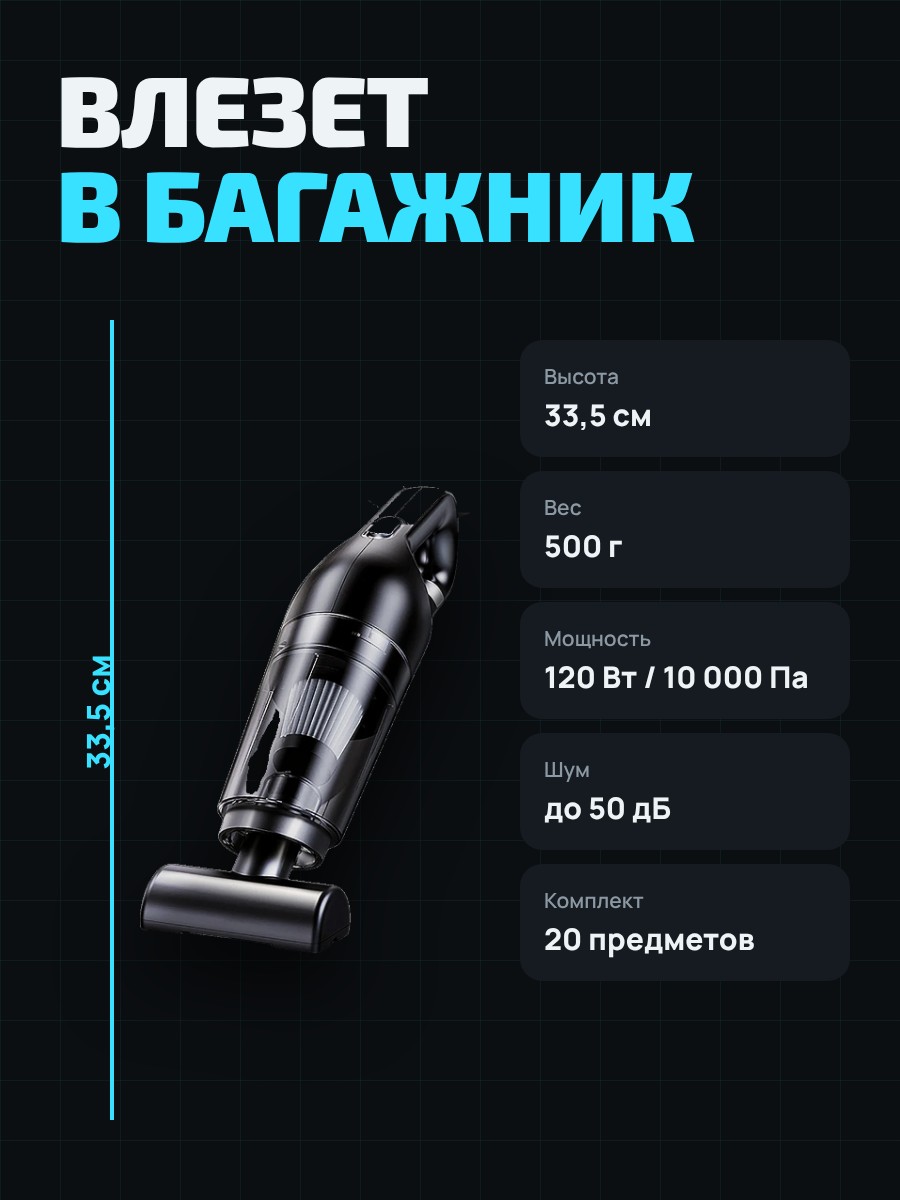 ВЛЕЗЕТ
В БАГАЖНИК
33,5 см
Высота
33,5 см
Вес
500 г
Мощность
120 Вт / 10 000 Па
Шум
до 50 дБ
Комплект
20 предметов